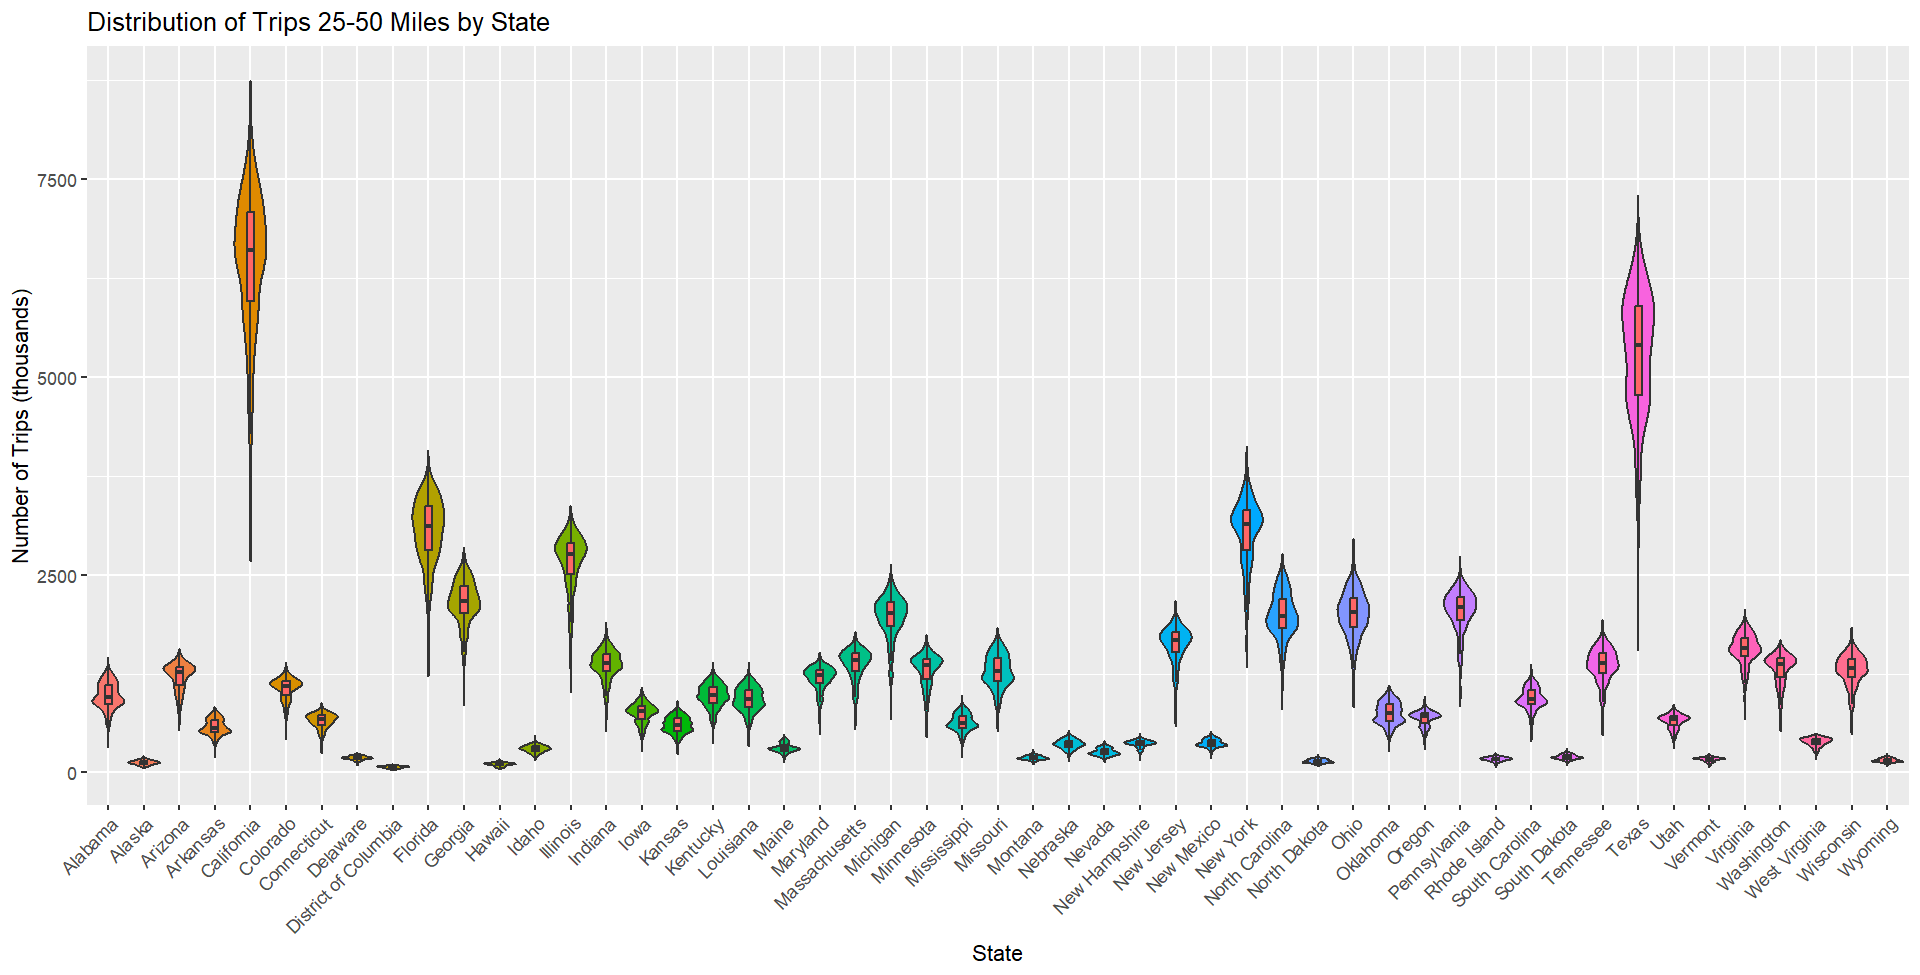 Distribution of Trips 25-50 Miles by State
Number of Trips (thousands)
7500
5000
2500
0
Alabama
Alaska
Arizona
Arkansas
California
Colorado
Connecticut
Delaware
District of Columbia
Florida
Georgia
Hawaii
Idaho
Illinois
Indiana
Iowa
Kansas
Kentucky
Louisiana
Maine
Maryland
Massachusetts
Michigan
Minnesota
Mississippi
Missouri
Montana
Nebraska
Nevada
New Hampshire
New Jersey
New Mexico
New York
North Carolina
North Dakota
Ohio
Oklahoma
Oregon
Pennsylvania
Rhode Island
South Carolina
South Dakota
Tennessee
Texas
Utah
Vermont
Virginia
Washington
West Virginia
Wisconsin
Wyoming
State